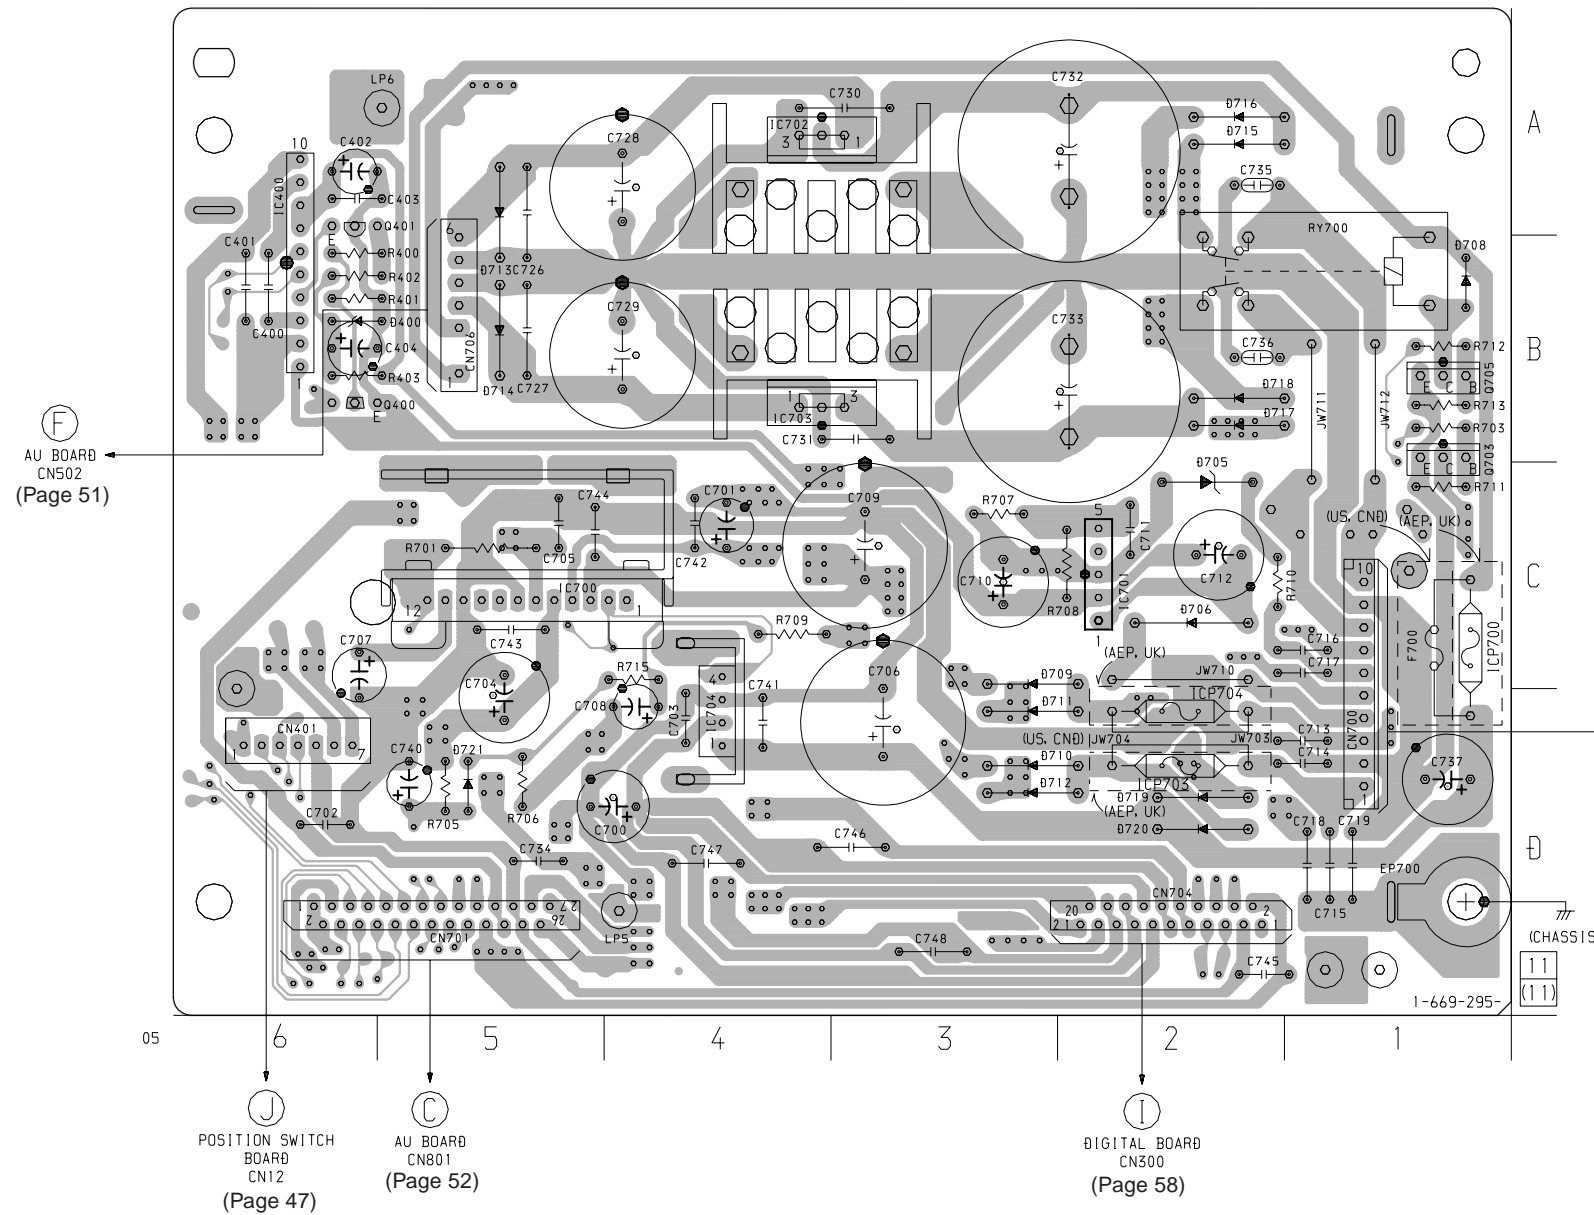 LP6
C732
C730
D716
A
IC702
D715
3
1
C728
10
C402
C735
IC400
C403
Q401
6
RY700
C401
E
R400
D708
D713
C726
R402
R401
C729
C733
D400
C400
C404
CN706
C736
R712
B
1
R403
1
D714
C727
D718
E
C
B
Q705
1
3
Q400
E
IC703
D717
JW711
JW712
R713
F
R703
AU BOARD
CN502
(Page 51)
C731
E
C
B
Q703
D705
R711
C744
C701
C709
R707
5
(US, CND)
(AEP, UK)
C711
R701
C705
C742
C710
C712
R710
10
C
IC700
R708
IC701
12
1
D706
R709
1
C707
C743
(AEP, UK)
C716
F700
ICP700
R715
C706
D709
JW710
C717
C704
4
C741
ICP704
C708
C703
IC704
D711
CN401
1
7
1
(US, CND)
JW704
JW703
C713
CN700
C740
D721
D710
C714
C737
ICP703
D712
D719
1
R705
R706
(AEP, UK)
C702
C700
D720
C718
C719
C746
D
C734
C747
EP700
CN704
1
27
20
2
2
26
21
1
C715
CN701
LP5
(CHASSIS
C748
C745
11
(11)
1-669-295-
05
6
5
4
3
2
1
J
C
I
POSITION SWITCH
BOARD
CN12
(Page 47)
AU BOARD
CN801
(Page 52)
DIGITAL BOARD
CN300
(Page 58)